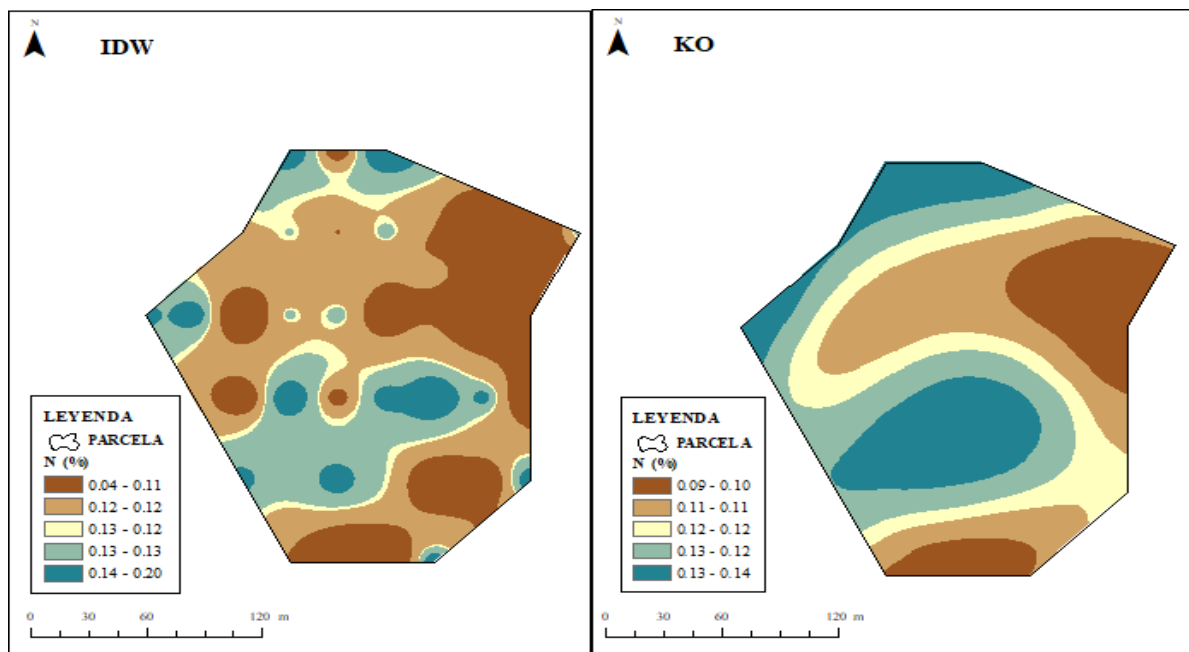 N
IDW
LEYENDA
PARCELA
N (%)
0.04 - 0.11
0.12 - 0.12
0.13 - 0.12
0.13 - 0.13
0.14 - 0.20
0 30 60 120 m
N
KO
LEYENDA
PARCELA
N (%)
0.09 - 0.10
0.11 - 0.11
0.12 - 0.12
0.13 - 0.12
0.13 - 0.14
0 30 60 120 m